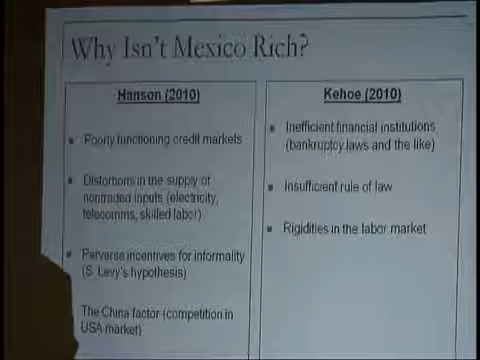 Why Isn't Mexico Rich?
Hanson (2010)
Poorly functioning credit markets
Distortions in the supply of
nontraded inputs (electricity,
telecomms, skilled labor)
Perverse incentives for informality
(S. Levy's hypothesis)
The China factor (competition in
USA market)
Kehoe (2010)
Inefficient financial institutions
(bankruptcy laws and the like)
Insufficient rule of law
Rigidities in the labor market